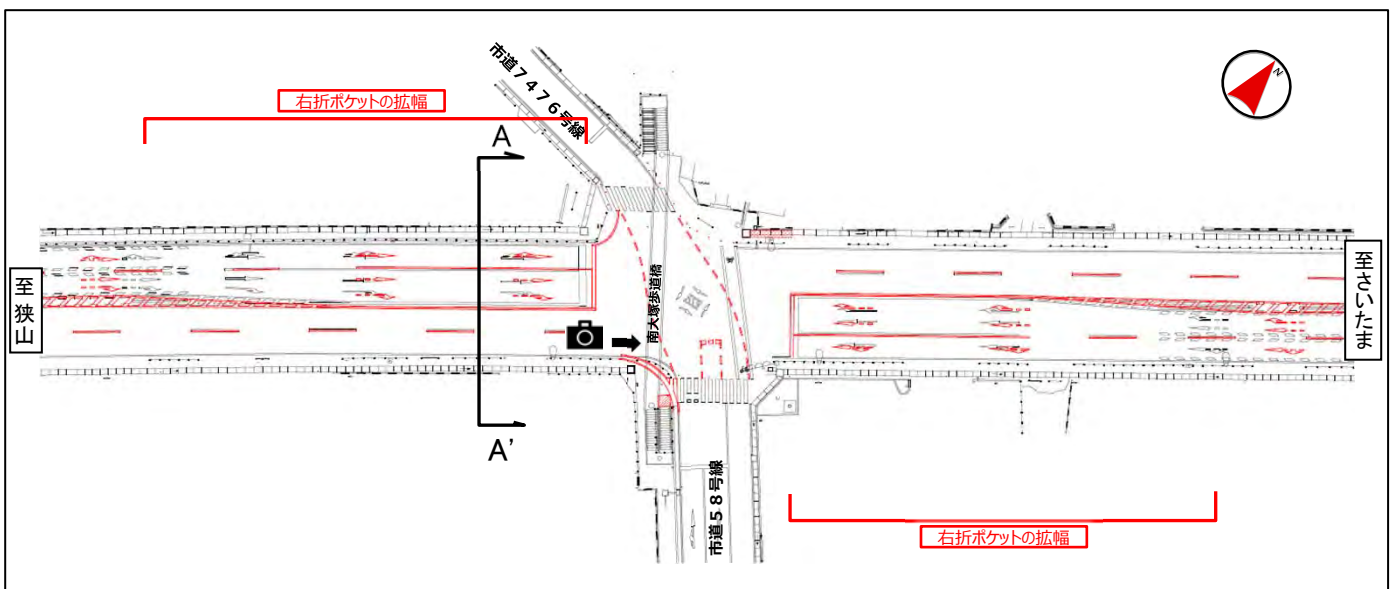 市道7476号線
N
右折ポケットの拡幅
A
至狭山
南大塚歩道橋
至さいたま
A'
市道58号線
右折ポケットの拡幅